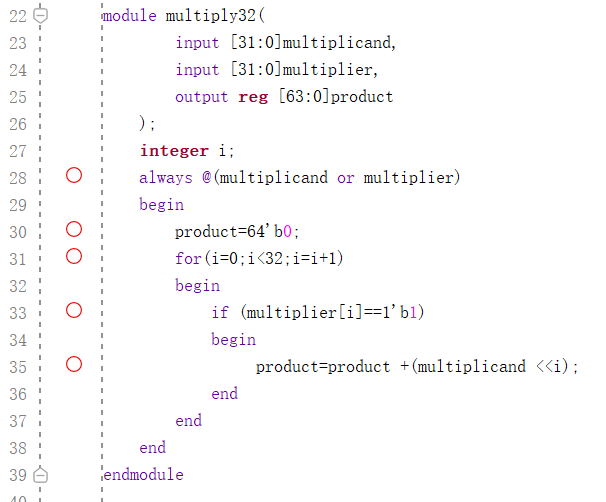 22 module multiply32(
23 input [31:0]multiplicand,
24 input [31:0]multiplier,
25 output reg [63:0]product
26 );
27 integer i;
28 always @(multiplicand or multiplier)
29 begin
30 product=64'b0;
31 for(i=0;i<32;i=i+1)
32 begin
33 if (multiplier[i]==1'b1)
34 begin
35 product=product +(multiplicand <<i);
36 end
37 end
38 end
39 endmodule